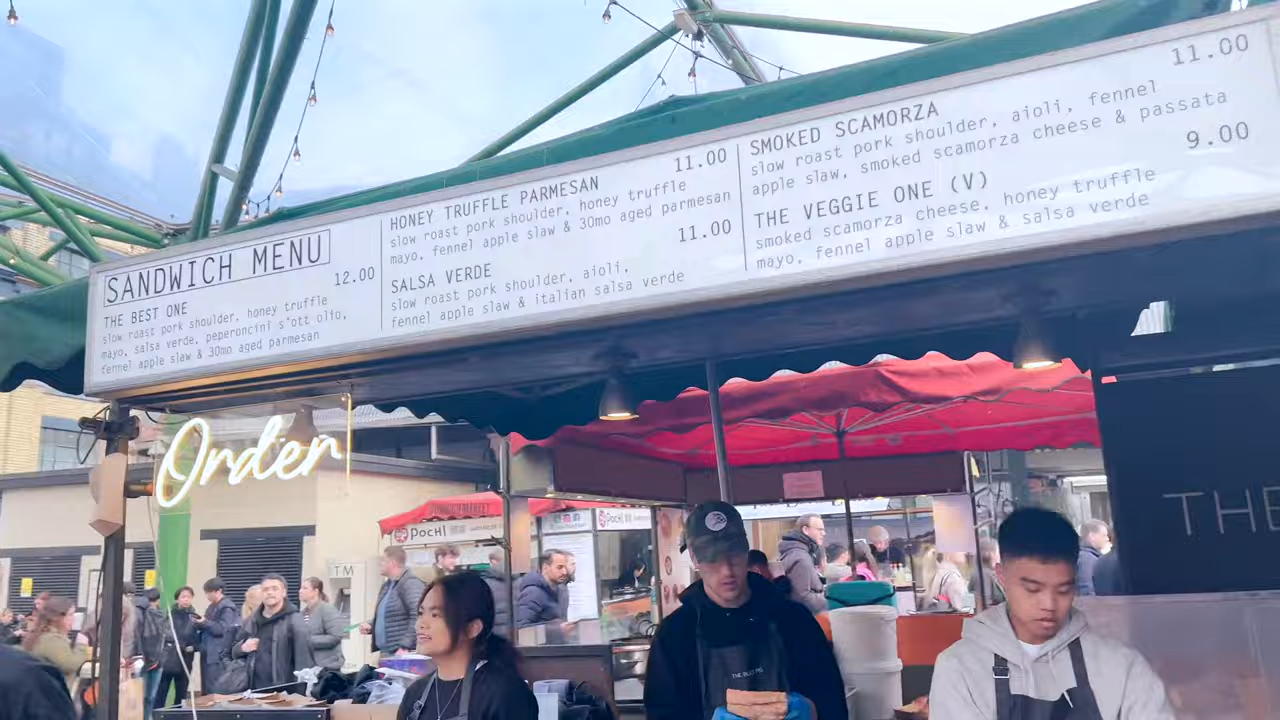 SANDWICH MENU
THE BEST ONE
12.00
slow roast pork shoulder, honey truffle
mayo, salsa verde, peperoncini s'ott olio,
fennel apple slaw & 30mo aged parmesan
HONEY TRUFFLE PARMESAN
11.00
slow roast pork shoulder, honey truffle
mayo, fennel apple slaw & 30mo aged parmesan
SALSA VERDE
11.00
slow roast pork shoulder, aioli,
fennel apple slaw & italian salsa verde
SMOKED SCAMORZA
11.00
slow roast pork shoulder, aioli, fennel
apple slaw, smoked scamorza cheese & passata
THE VEGGIE ONE (V)
9.00
smoked scamorza cheese, honey truffle
mayo, fennel apple slaw & salsa verde
Order
POCHI
TM
THE